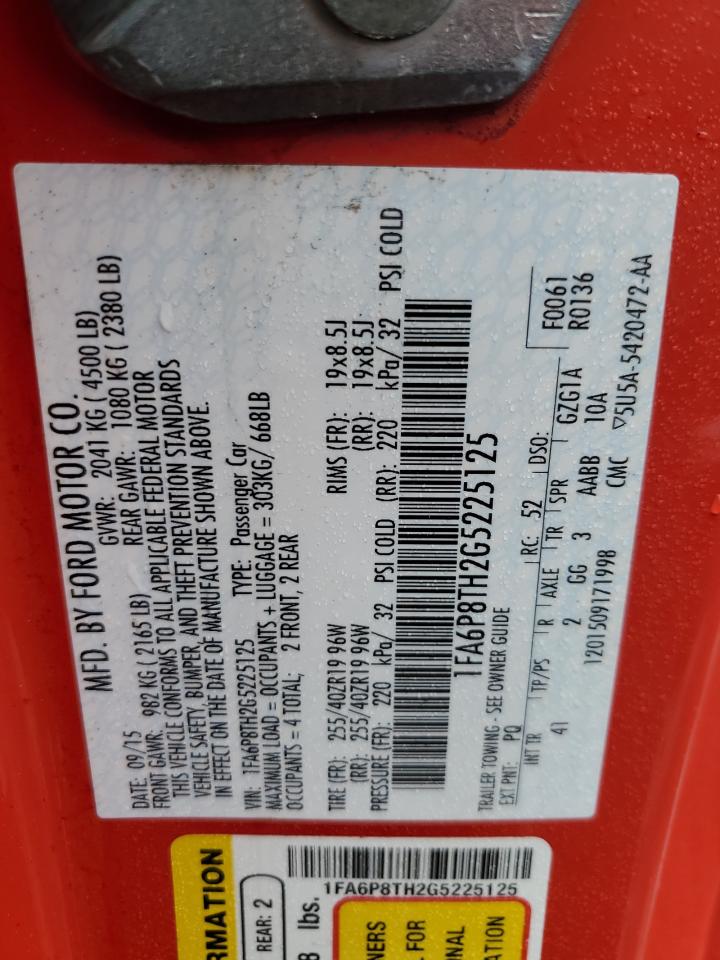 MFD. BY FORD MOTOR CO.
DATE: 09/15 GVWR: 2041 KG ( 4500 LB)
FRONT GAWR: 982 KG ( 2165 LB) REAR GAWR: 1080 KG ( 2380 LB)
THIS VEHICLE CONFORMS TO ALL APPLICABLE FEDERAL MOTOR
VEHICLE SAFETY, BUMPER, AND THEFT PREVENTION STANDARDS
IN EFFECT ON THE DATE OF MANUFACTURE SHOWN ABOVE.
VIN: 1FA6P8TH2G5225125 TYPE: Passenger Car
MAXIMUM LOAD = OCCUPANTS + LUGGAGE = 303KG/ 668LB
OCCUPANTS = 4 TOTAL; 2 FRONT, 2 REAR
TIRE (FR): 255/40ZR19 96W RIMS (FR): 19x8.5J
(RR): 255/40ZR19 96W (RR): 19x8.5J
PRESSURE (FR): 220 kPa/ 32 PSI COLD (RR): 220 kPa/ 32 PSI COLD
1FA6P8TH2G5225125
TRAILER TOWING - SEE OWNER GUIDE
EXT PNT: PQ RC: 52 DSO: F0061
INT TR TP/PS R AXLE TR SPR GZG1A R0136
41 2 GG 3 AABB 10A
1201509171998 CMC ▽5U5A-5420472-AA
1FA6P8TH2G5225125
RMATION
REAR: 2
lbs.
NERS
FOR
NAL
ATION